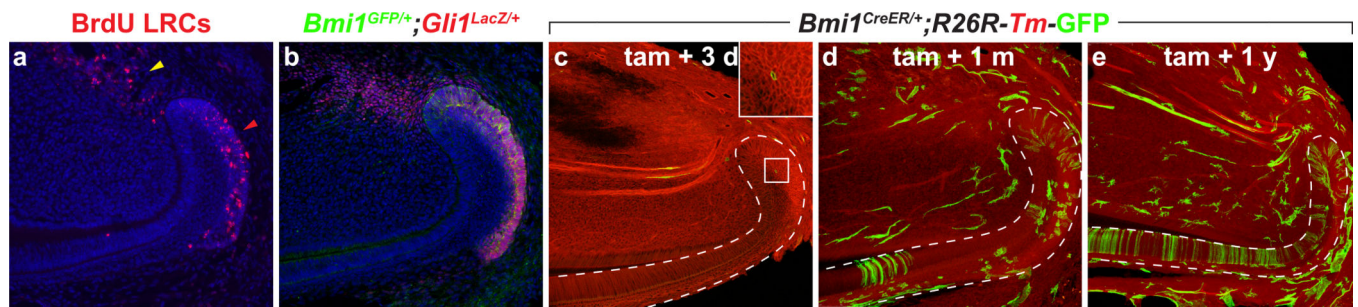 BrdU LRCs
Bmi1GFP/+;Gli1LacZ/+
Bmi1CreER/+;R26R-Tm-GFP
a
b
c tam + 3 d
d tam + 1 m
e tam + 1 y